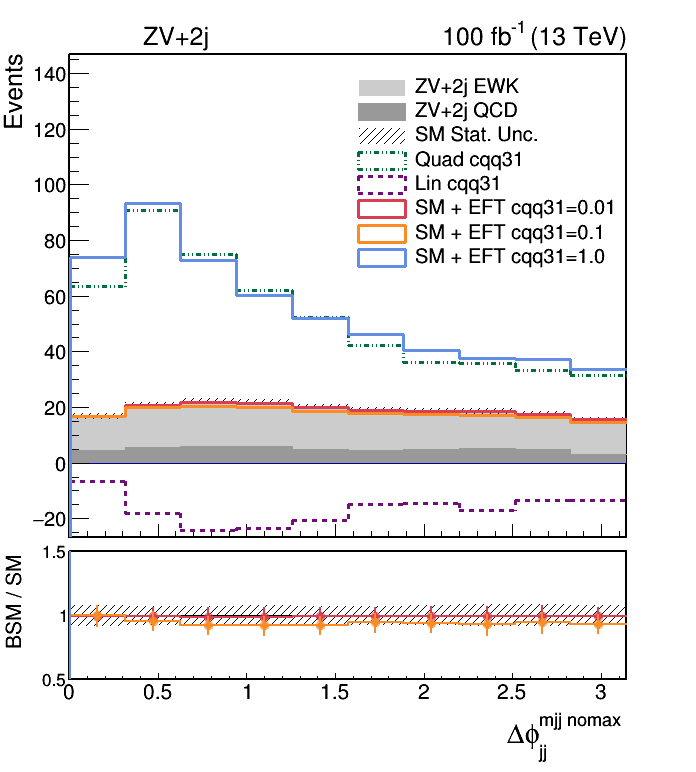 ZV+2j 100 fb-1 (13 TeV)
Events
140
120
100
80
60
40
20
0
−20
ZV+2j EWK
ZV+2j QCD
SM Stat. Unc.
Quad cqq31
Lin cqq31
SM + EFT cqq31=0.01
SM + EFT cqq31=0.1
SM + EFT cqq31=1.0
BSM / SM
1.5
1
0.5
0 0.5 1 1.5 2 2.5 3
Δϕjj mjj nomax